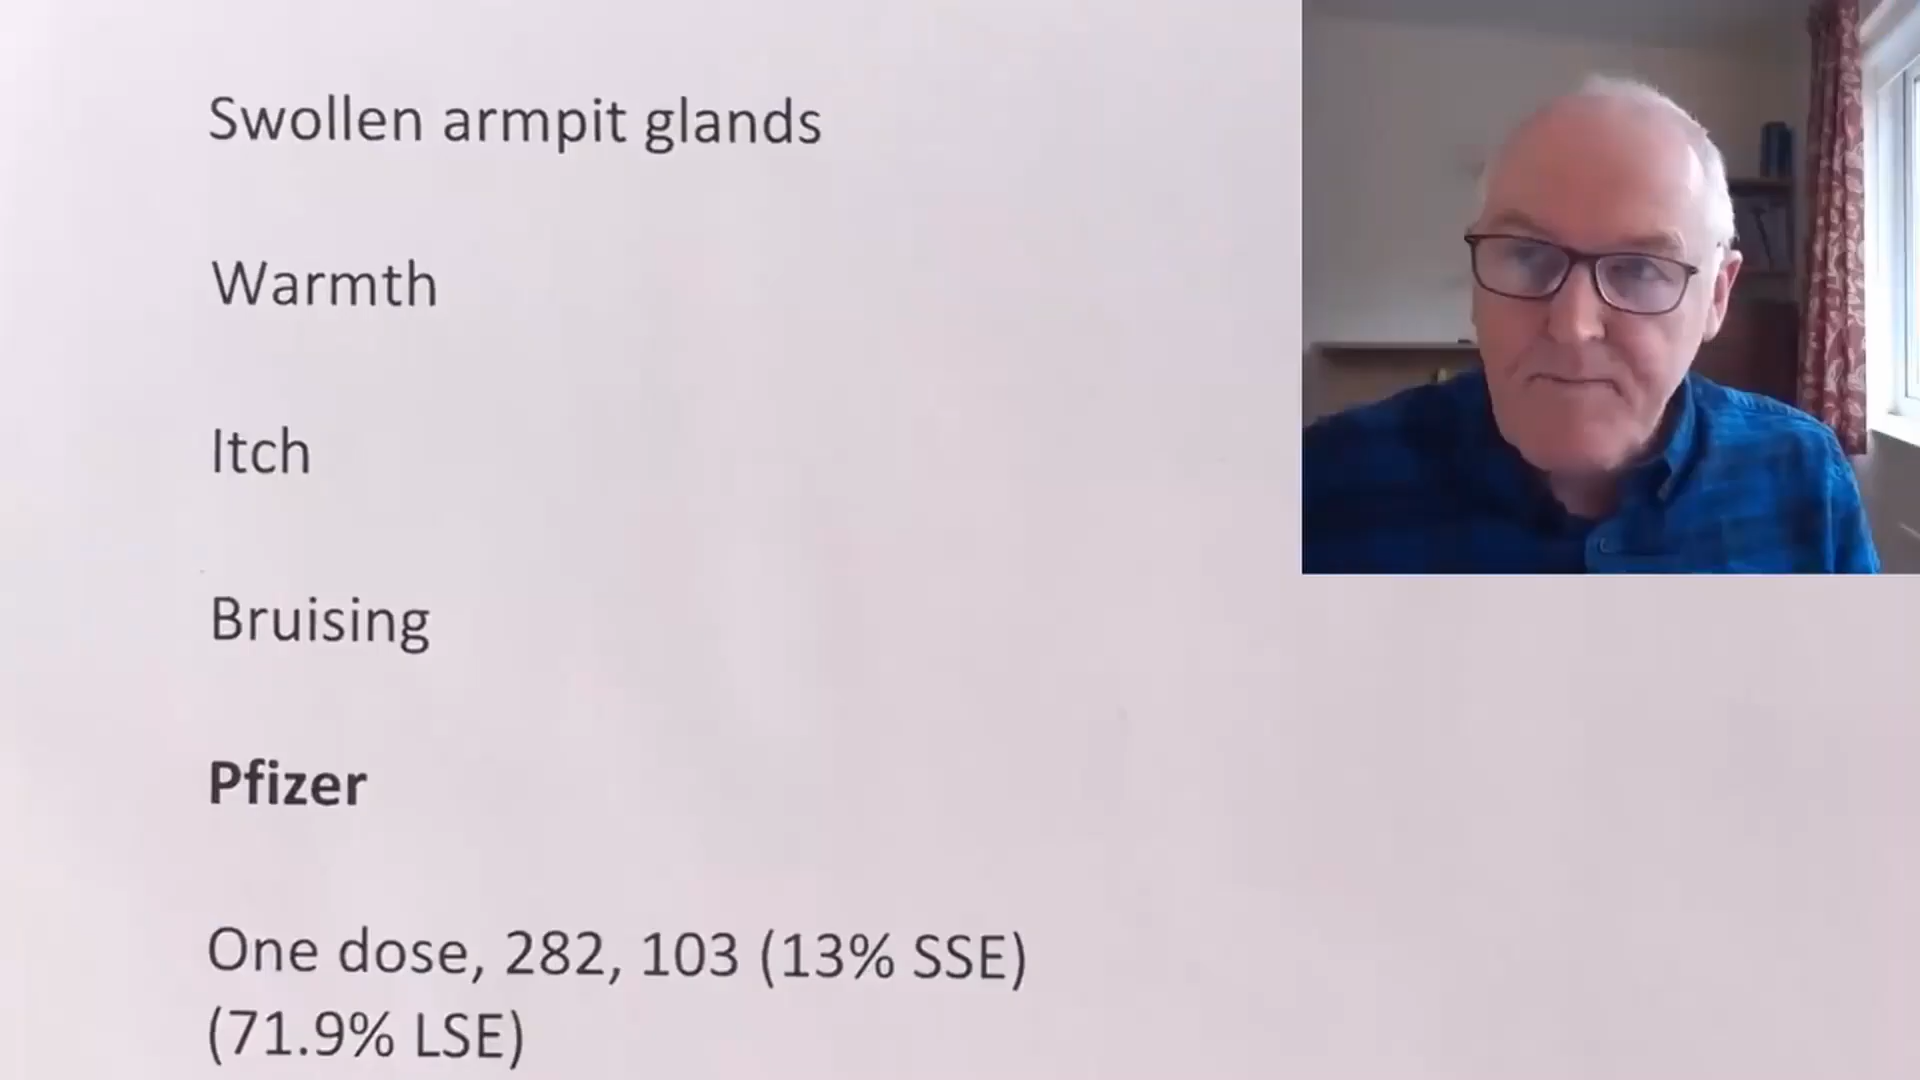 Swollen armpit glands
Warmth
Itch
Bruising
Pfizer
One dose, 282, 103 (13% SSE)
(71.9% LSE)